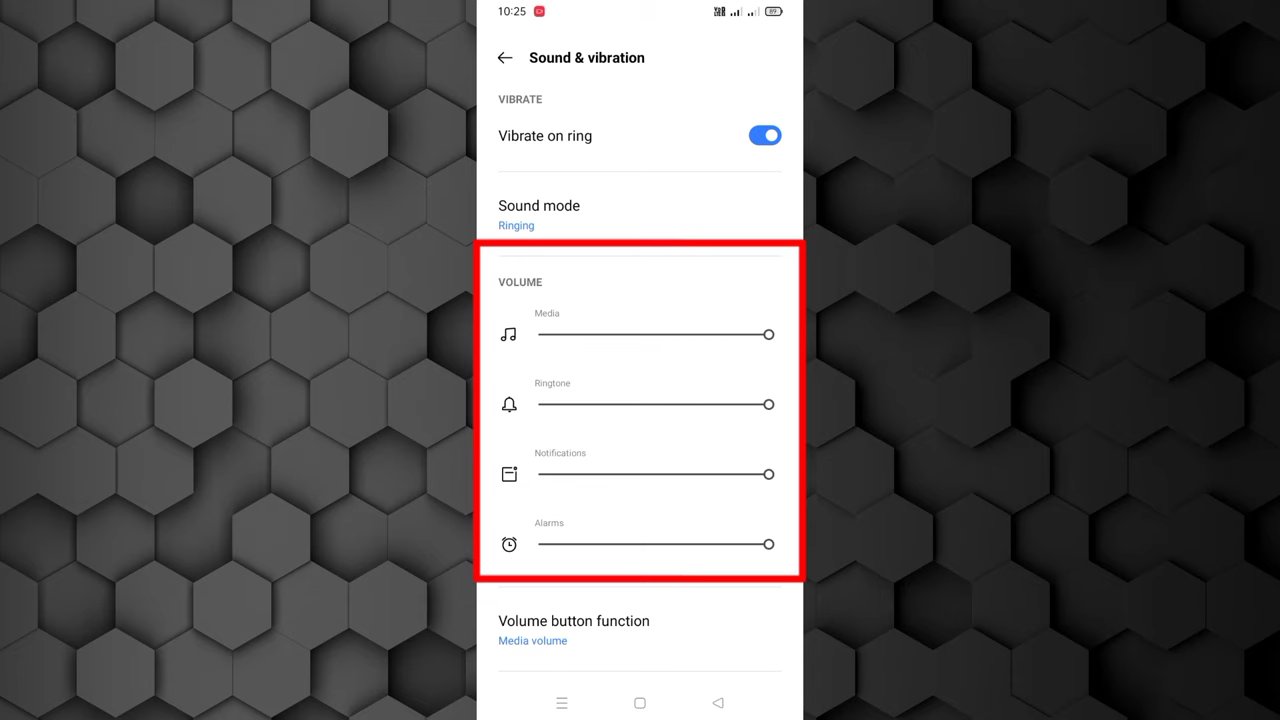 10:25 89
Sound & vibration
VIBRATE
Vibrate on ring
Sound mode
Ringing
VOLUME
Media
Ringtone
Notifications
Alarms
Volume button function
Media volume